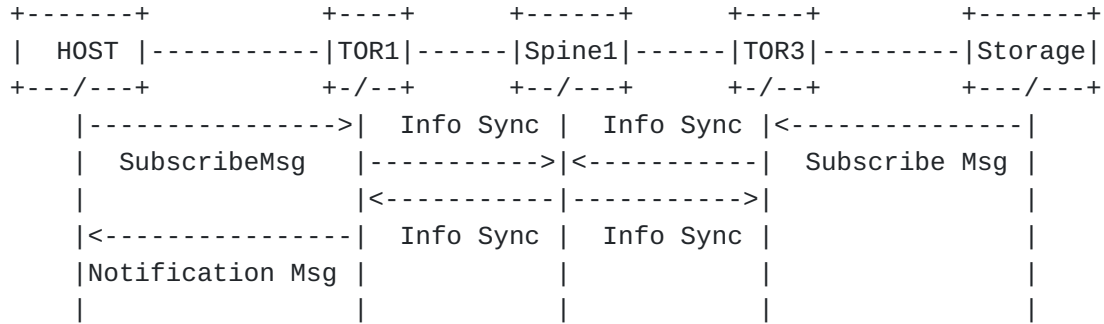 +-------+            +----+      +------+      +----+         +-------+
|  HOST |-----------|TOR1|------|Spine1|------|TOR3|---------|Storage|
+---/---+            +-/--+      +--/---+      +-/--+         +---/---+
    |---------------->|  Info Sync |  Info Sync |<---------------|
    |  SubscribeMsg   |----------->|<-----------|  Subscribe Msg |
    |                 |<-----------|----------->|                |
    |<----------------|  Info Sync |  Info Sync |                |
    |Notification Msg |            |            |                |
    |                 |            |            |                |